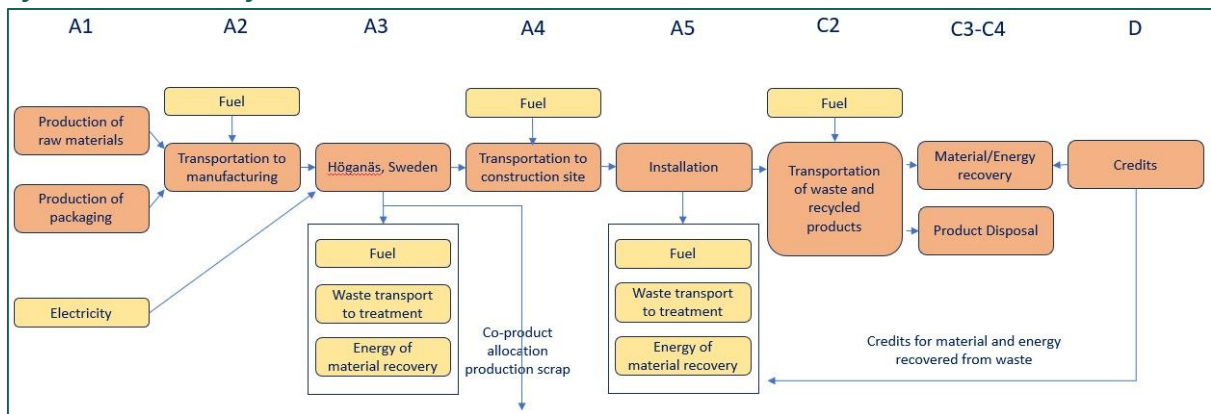 A1
A2
A3
A4
A5
C2
C3-C4
D
Fuel
Fuel
Fuel
Production of
raw materials
Transportation to
manufacturing
Höganäs, Sweden
Transportation to
construction site
Installation
Transportation
of waste and
recycled
products
Material/Energy
recovery
Credits
Production of
packaging
Product Disposal
Fuel
Fuel
Electricity
Waste transport
to treatment
Waste transport
to treatment
Energy of
material recovery
Co-product
allocation
production scrap
Energy of
material recovery
Credits for material and energy
recovered from waste